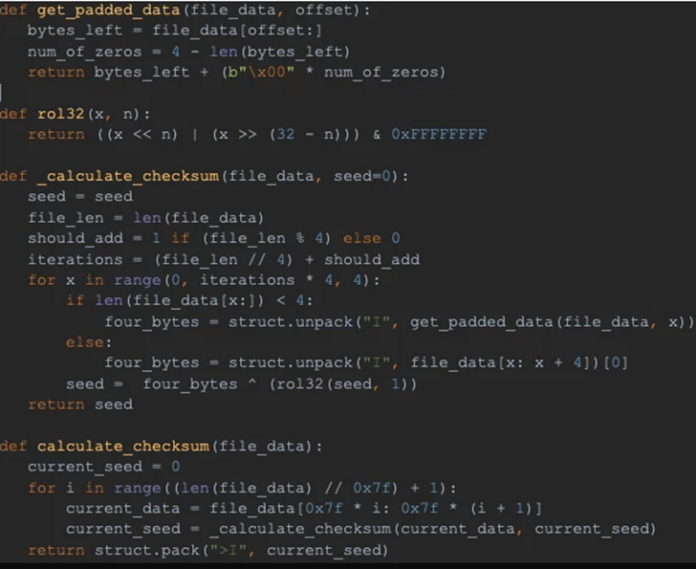 def get_padded_data(file_data, offset):
    bytes_left = file_data[offset:]
    num_of_zeros = 4 - len(bytes_left)
    return bytes_left + (b"\x00" * num_of_zeros)

def rol32(x, n):
    return ((x << n) | (x >> (32 - n))) & 0xFFFFFFFF

def _calculate_checksum(file_data, seed=0):
    seed = seed
    file_len = len(file_data)
    should_add = 1 if (file_len % 4) else 0
    iterations = (file_len // 4) + should_add
    for x in range(0, iterations * 4, 4):
        if len(file_data[x:]) < 4:
            four_bytes = struct.unpack("I", get_padded_data(file_data, x))
        else:
            four_bytes = struct.unpack("I", file_data[x: x + 4])[0]
        seed =  four_bytes ^ (rol32(seed, 1))
    return seed

def calculate_checksum(file_data):
    current_seed = 0
    for i in range((len(file_data) // 0x7f) + 1):
        current_data = file_data[0x7f * i: 0x7f * (i + 1)]
        current_seed = _calculate_checksum(current_data, current_seed)
    return struct.pack(">I", current_seed)